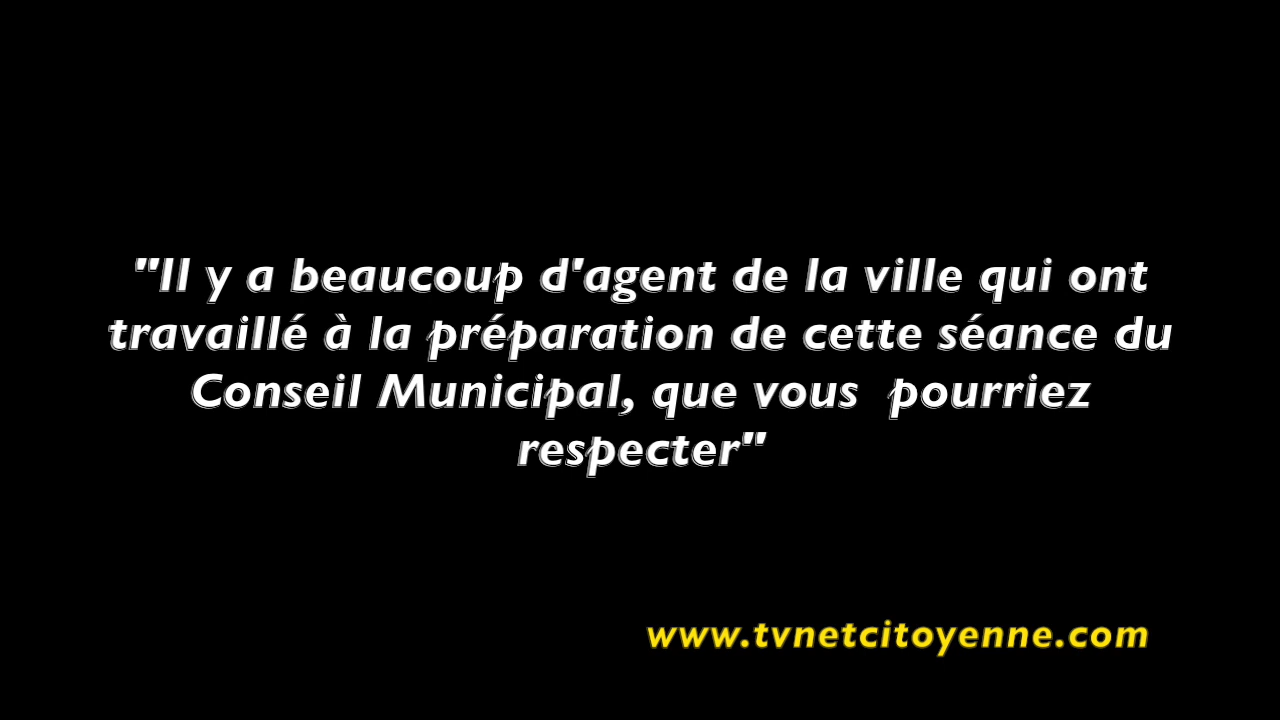 "Il y a beaucoup d'agent de la ville qui ont
travaillé à la préparation de cette séance du
Conseil Municipal, que vous  pourriez
respecter"
www.tvnetcitoyenne.com